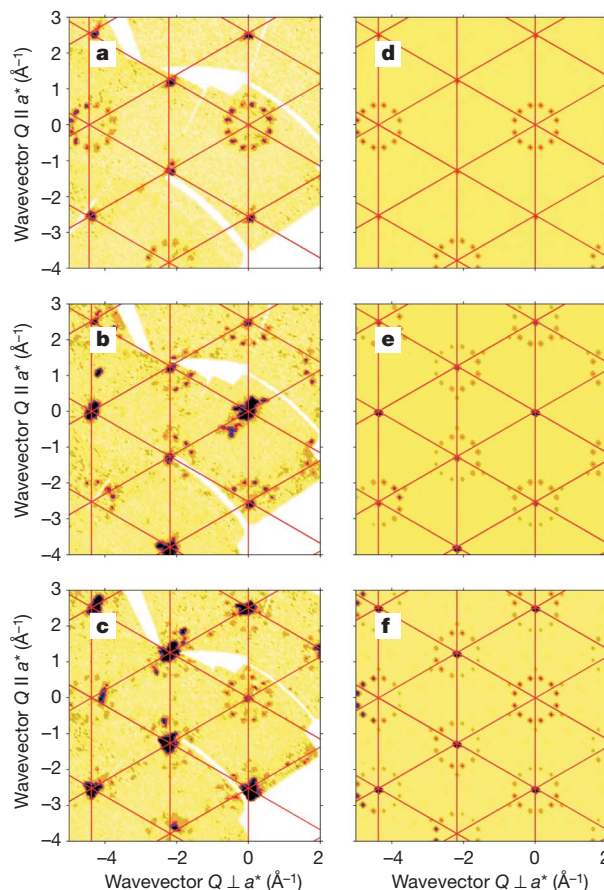 Wavevector Q || a* (Å⁻¹)
3
2
1
0
–1
–2
–3
–4
a
d
Wavevector Q || a* (Å⁻¹)
3
2
1
0
–1
–2
–3
–4
b
e
Wavevector Q || a* (Å⁻¹)
3
2
1
0
–1
–2
–3
–4
c
f
–4 –2 0 2
–4 –2 0 2
Wavevector Q ⊥ a* (Å⁻¹)
Wavevector Q ⊥ a* (Å⁻¹)